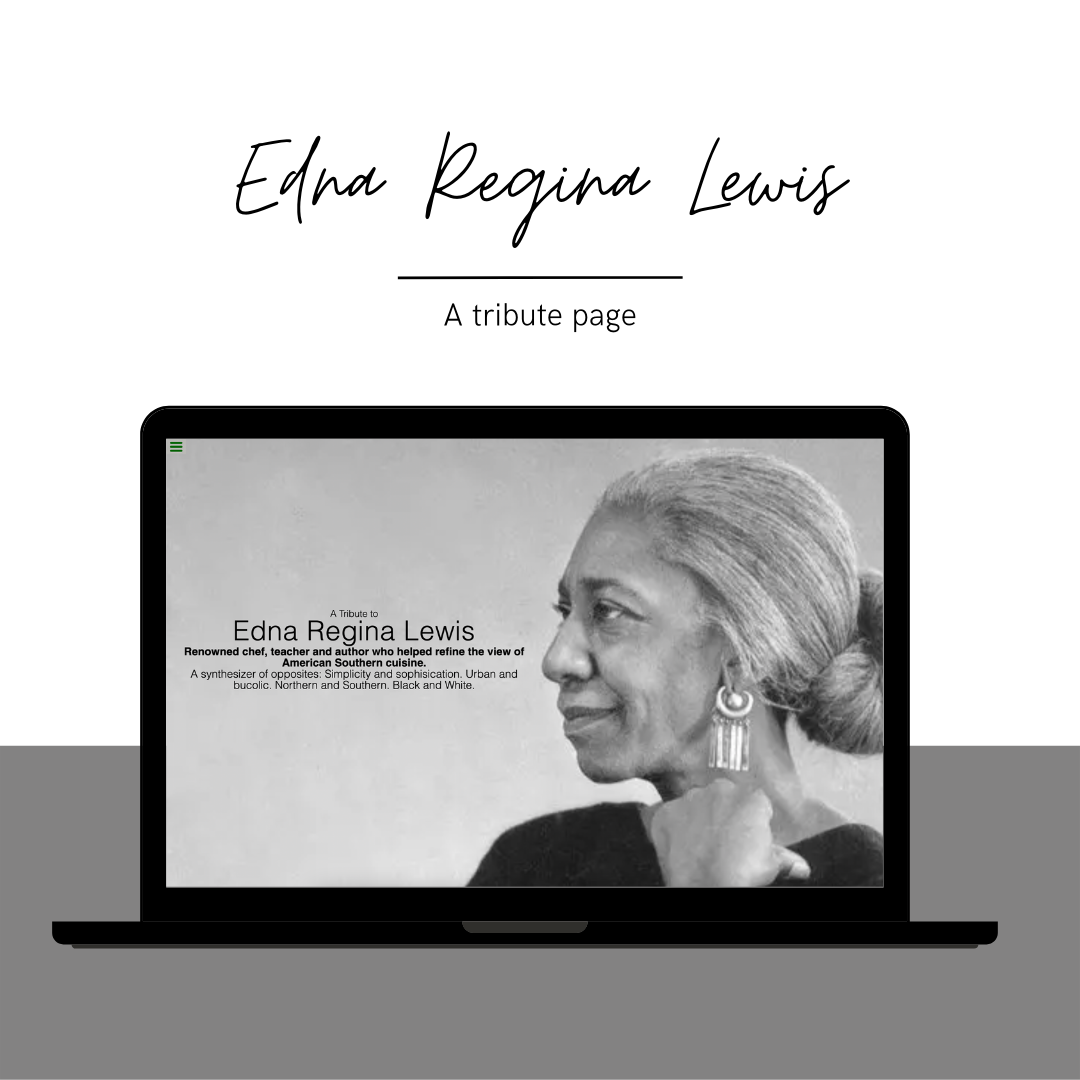 Edna Regina Lewis
A tribute page
A Tribute to
Edna Regina Lewis
Renowned chef, teacher and author who helped refine the view of
American Southern cuisine.
A synthesizer of opposites: Simplicity and sophisication. Urban and
bucolic. Northern and Southern. Black and White.